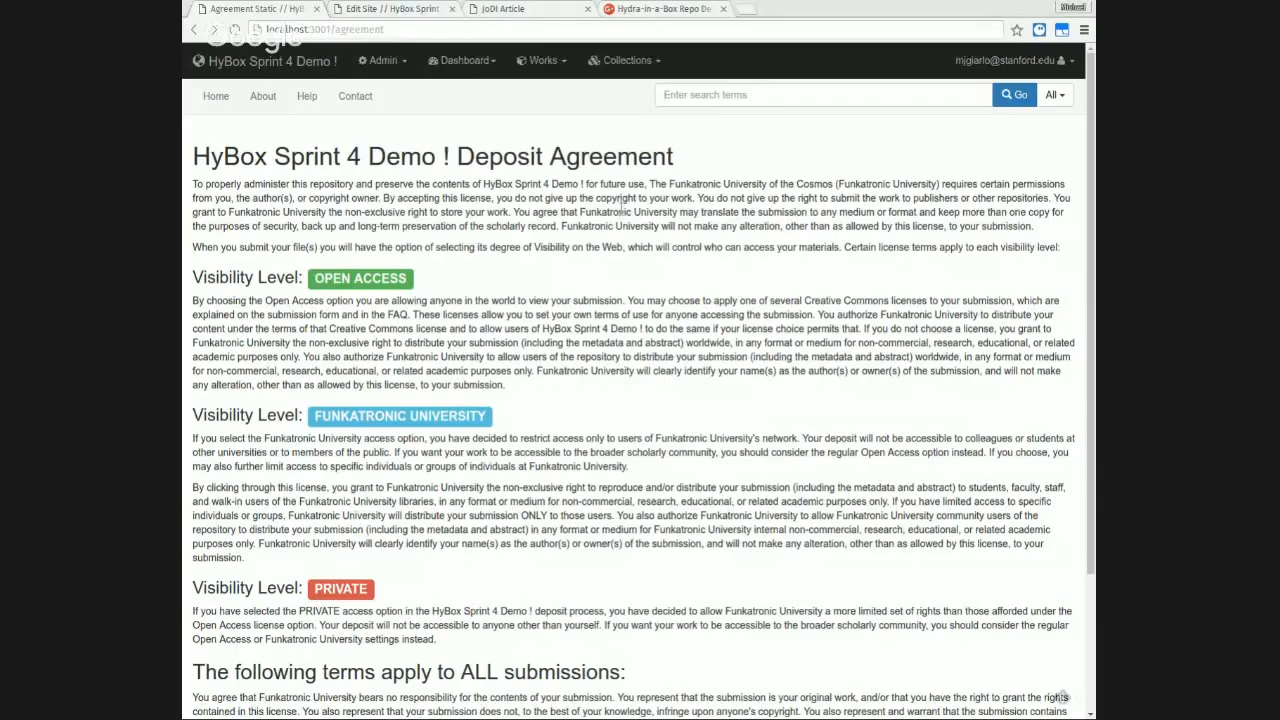 Agreement Static // HyB
Edit Site // HyBox Sprint
JoDI Article
Hydra-in-a-Box Repo De
Michael
localhost:3001/agreement
Google
HyBox Sprint 4 Demo !
Admin
Dashboard
Works
Collections
mjgiarlo@stanford.edu
Home
About
Help
Contact
Enter search terms
Go
All
HyBox Sprint 4 Demo ! Deposit Agreement
To properly administer this repository and preserve the contents of HyBox Sprint 4 Demo ! for future use, The Funkatronic University of the Cosmos (Funkatronic University) requires certain permissions
from you, the author(s), or copyright owner. By accepting this license, you do not give up the copyright to your work. You do not give up the right to submit the work to publishers or other repositories. You
grant to Funkatronic University the non-exclusive right to store your work. You agree that Funkatronic University may translate the submission to any medium or format and keep more than one copy for
the purposes of security, back up and long-term preservation of the scholarly record. Funkatronic University will not make any alteration, other than as allowed by this license, to your submission.
When you submit your file(s) you will have the option of selecting its degree of Visibility on the Web, which will control who can access your materials. Certain license terms apply to each visibility level:
Visibility Level: OPEN ACCESS
By choosing the Open Access option you are allowing anyone in the world to view your submission. You may choose to apply one of several Creative Commons licenses to your submission, which are
explained on the submission form and in the FAQ. These licenses allow you to set your own terms of use for anyone accessing the submission. You authorize Funkatronic University to distribute your
content under the terms of that Creative Commons license and to allow users of HyBox Sprint 4 Demo ! to do the same if your license choice permits that. If you do not choose a license, you grant to
Funkatronic University the non-exclusive right to distribute your submission (including the metadata and abstract) worldwide, in any format or medium for non-commercial, research, educational, or related
academic purposes only. You also authorize Funkatronic University to allow users of the repository to distribute your submission (including the metadata and abstract) worldwide, in any format or medium
for non-commercial, research, educational, or related academic purposes only. Funkatronic University will clearly identify your name(s) as the author(s) or owner(s) of the submission, and will not make
any alteration, other than as allowed by this license, to your submission.
Visibility Level: FUNKATRONIC UNIVERSITY
If you select the Funkatronic University access option, you have decided to restrict access only to users of Funkatronic University's network. Your deposit will not be accessible to colleagues or students at
other universities or to members of the public. If you want your work to be accessible to the broader scholarly community, you should consider the regular Open Access option instead. If you choose, you
may also further limit access to specific individuals or groups of individuals at Funkatronic University.
By clicking through this license, you grant to Funkatronic University the non-exclusive right to reproduce and/or distribute your submission (including the metadata and abstract) to students, faculty, staff,
and walk-in users of the Funkatronic University libraries, in any format or medium for non-commercial, research, educational, or related academic purposes only. If you have limited access to specific
individuals or groups, Funkatronic University will distribute your submission ONLY to those users. You also authorize Funkatronic University to allow Funkatronic University community users of the
repository to distribute your submission (including the metadata and abstract) in any format or medium for Funkatronic University internal non-commercial, research, educational, or related academic
purposes only. Funkatronic University will clearly identify your name(s) as the author(s) or owner(s) of the submission, and will not make any alteration, other than as allowed by this license, to your
submission.
Visibility Level: PRIVATE
If you have selected the PRIVATE access option in the HyBox Sprint 4 Demo ! deposit process, you have decided to allow Funkatronic University a more limited set of rights than those afforded under the
Open Access license option. Your deposit will not be accessible to anyone other than yourself. If you want your work to be accessible to the broader scholarly community, you should consider the regular
Open Access or Funkatronic University settings instead.
The following terms apply to ALL submissions:
You agree that Funkatronic University bears no responsibility for the contents of your submission. You represent that the submission is your original work, and/or that you have the right to grant the rights
contained in this license. You also represent that your submission does not, to the best of your knowledge, infringe upon anyone's copyright. You also represent and warrant that the submission contains